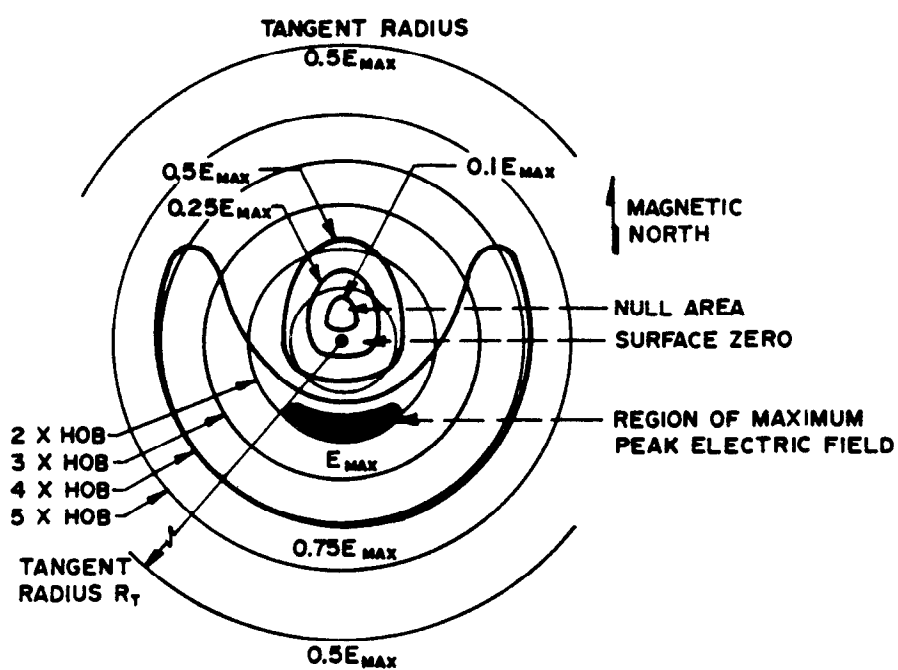 TANGENT RADIUS
0.5EMAX
0.5EMAX
0.1EMAX
0.25EMAX
MAGNETIC
NORTH
NULL AREA
SURFACE ZERO
REGION OF MAXIMUM
PEAK ELECTRIC FIELD
2 X HOB
3 X HOB
4 X HOB
5 X HOB
EMAX
0.75EMAX
TANGENT
RADIUS RT
0.5EMAX